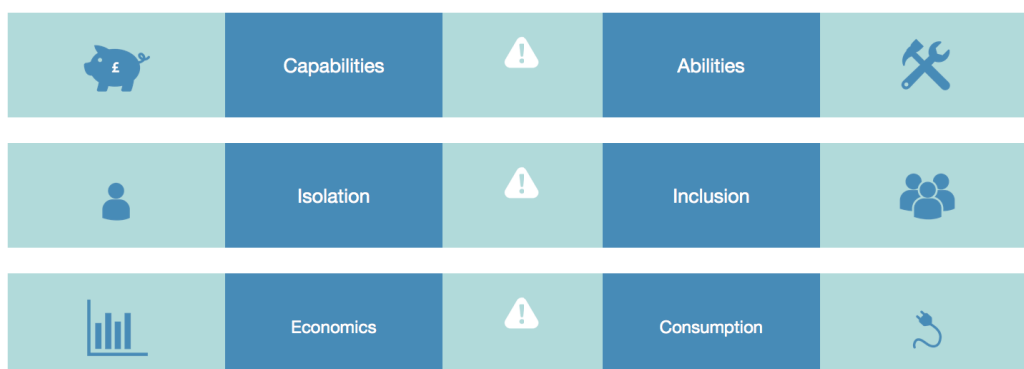 £
Capabilities
!
Abilities
Isolation
!
Inclusion
Economics
!
Consumption